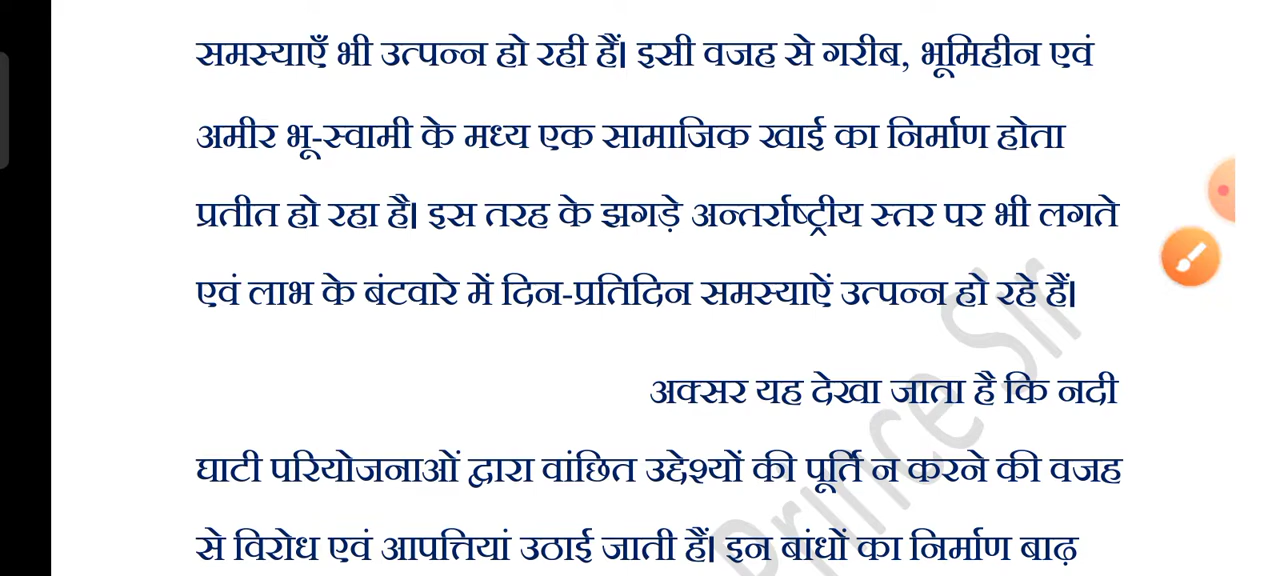 समस्याएँ भी उत्पन्न हो रही हैं। इसी वजह से गरीब, भूमिहीन एवं
अमीर भू-स्वामी के मध्य एक सामाजिक खाई का निर्माण होता
प्रतीत हो रहा है। इस तरह के झगड़े अन्तर्राष्ट्रीय स्तर पर भी लगते
एवं लाभ के बंटवारे में दिन-प्रतिदिन समस्याऐं उत्पन्न हो रहे हैं।
अक्सर यह देखा जाता है कि नदी
घाटी परियोजनाओं द्वारा वांछित उद्देश्यों की पूर्ति न करने की वजह
से विरोध एवं आपत्तियां उठाई जाती हैं। इन बांधों का निर्माण बाढ़
Prince Sir